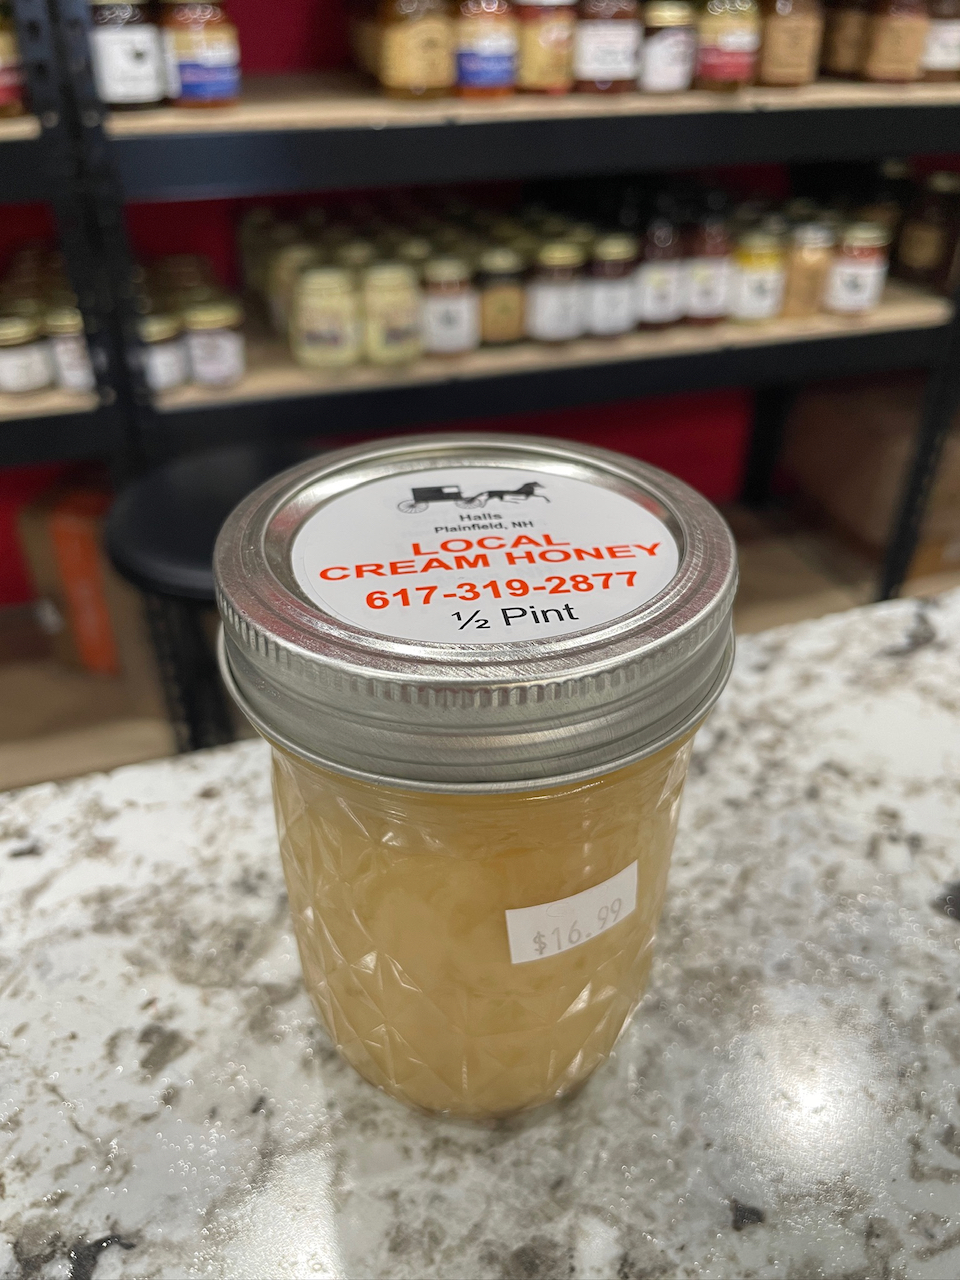 Halls
Plainfield, NH
LOCAL
CREAM HONEY
617-319-2877
½ Pint
$16.99